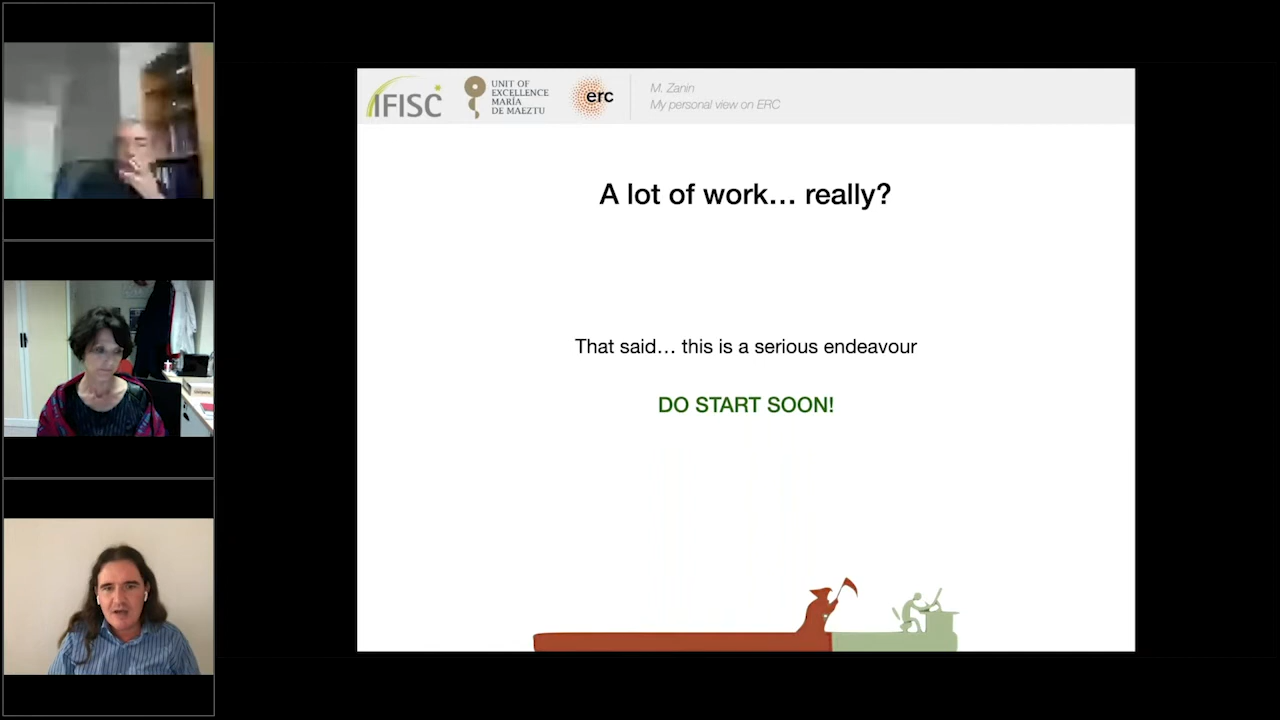 IFISC
UNIT OF
EXCELLENCE
MARÍA
DE MAEZTU
erc
M. Zanin
My personal view on ERC
A lot of work… really?
That said… this is a serious endeavour
DO START SOON!